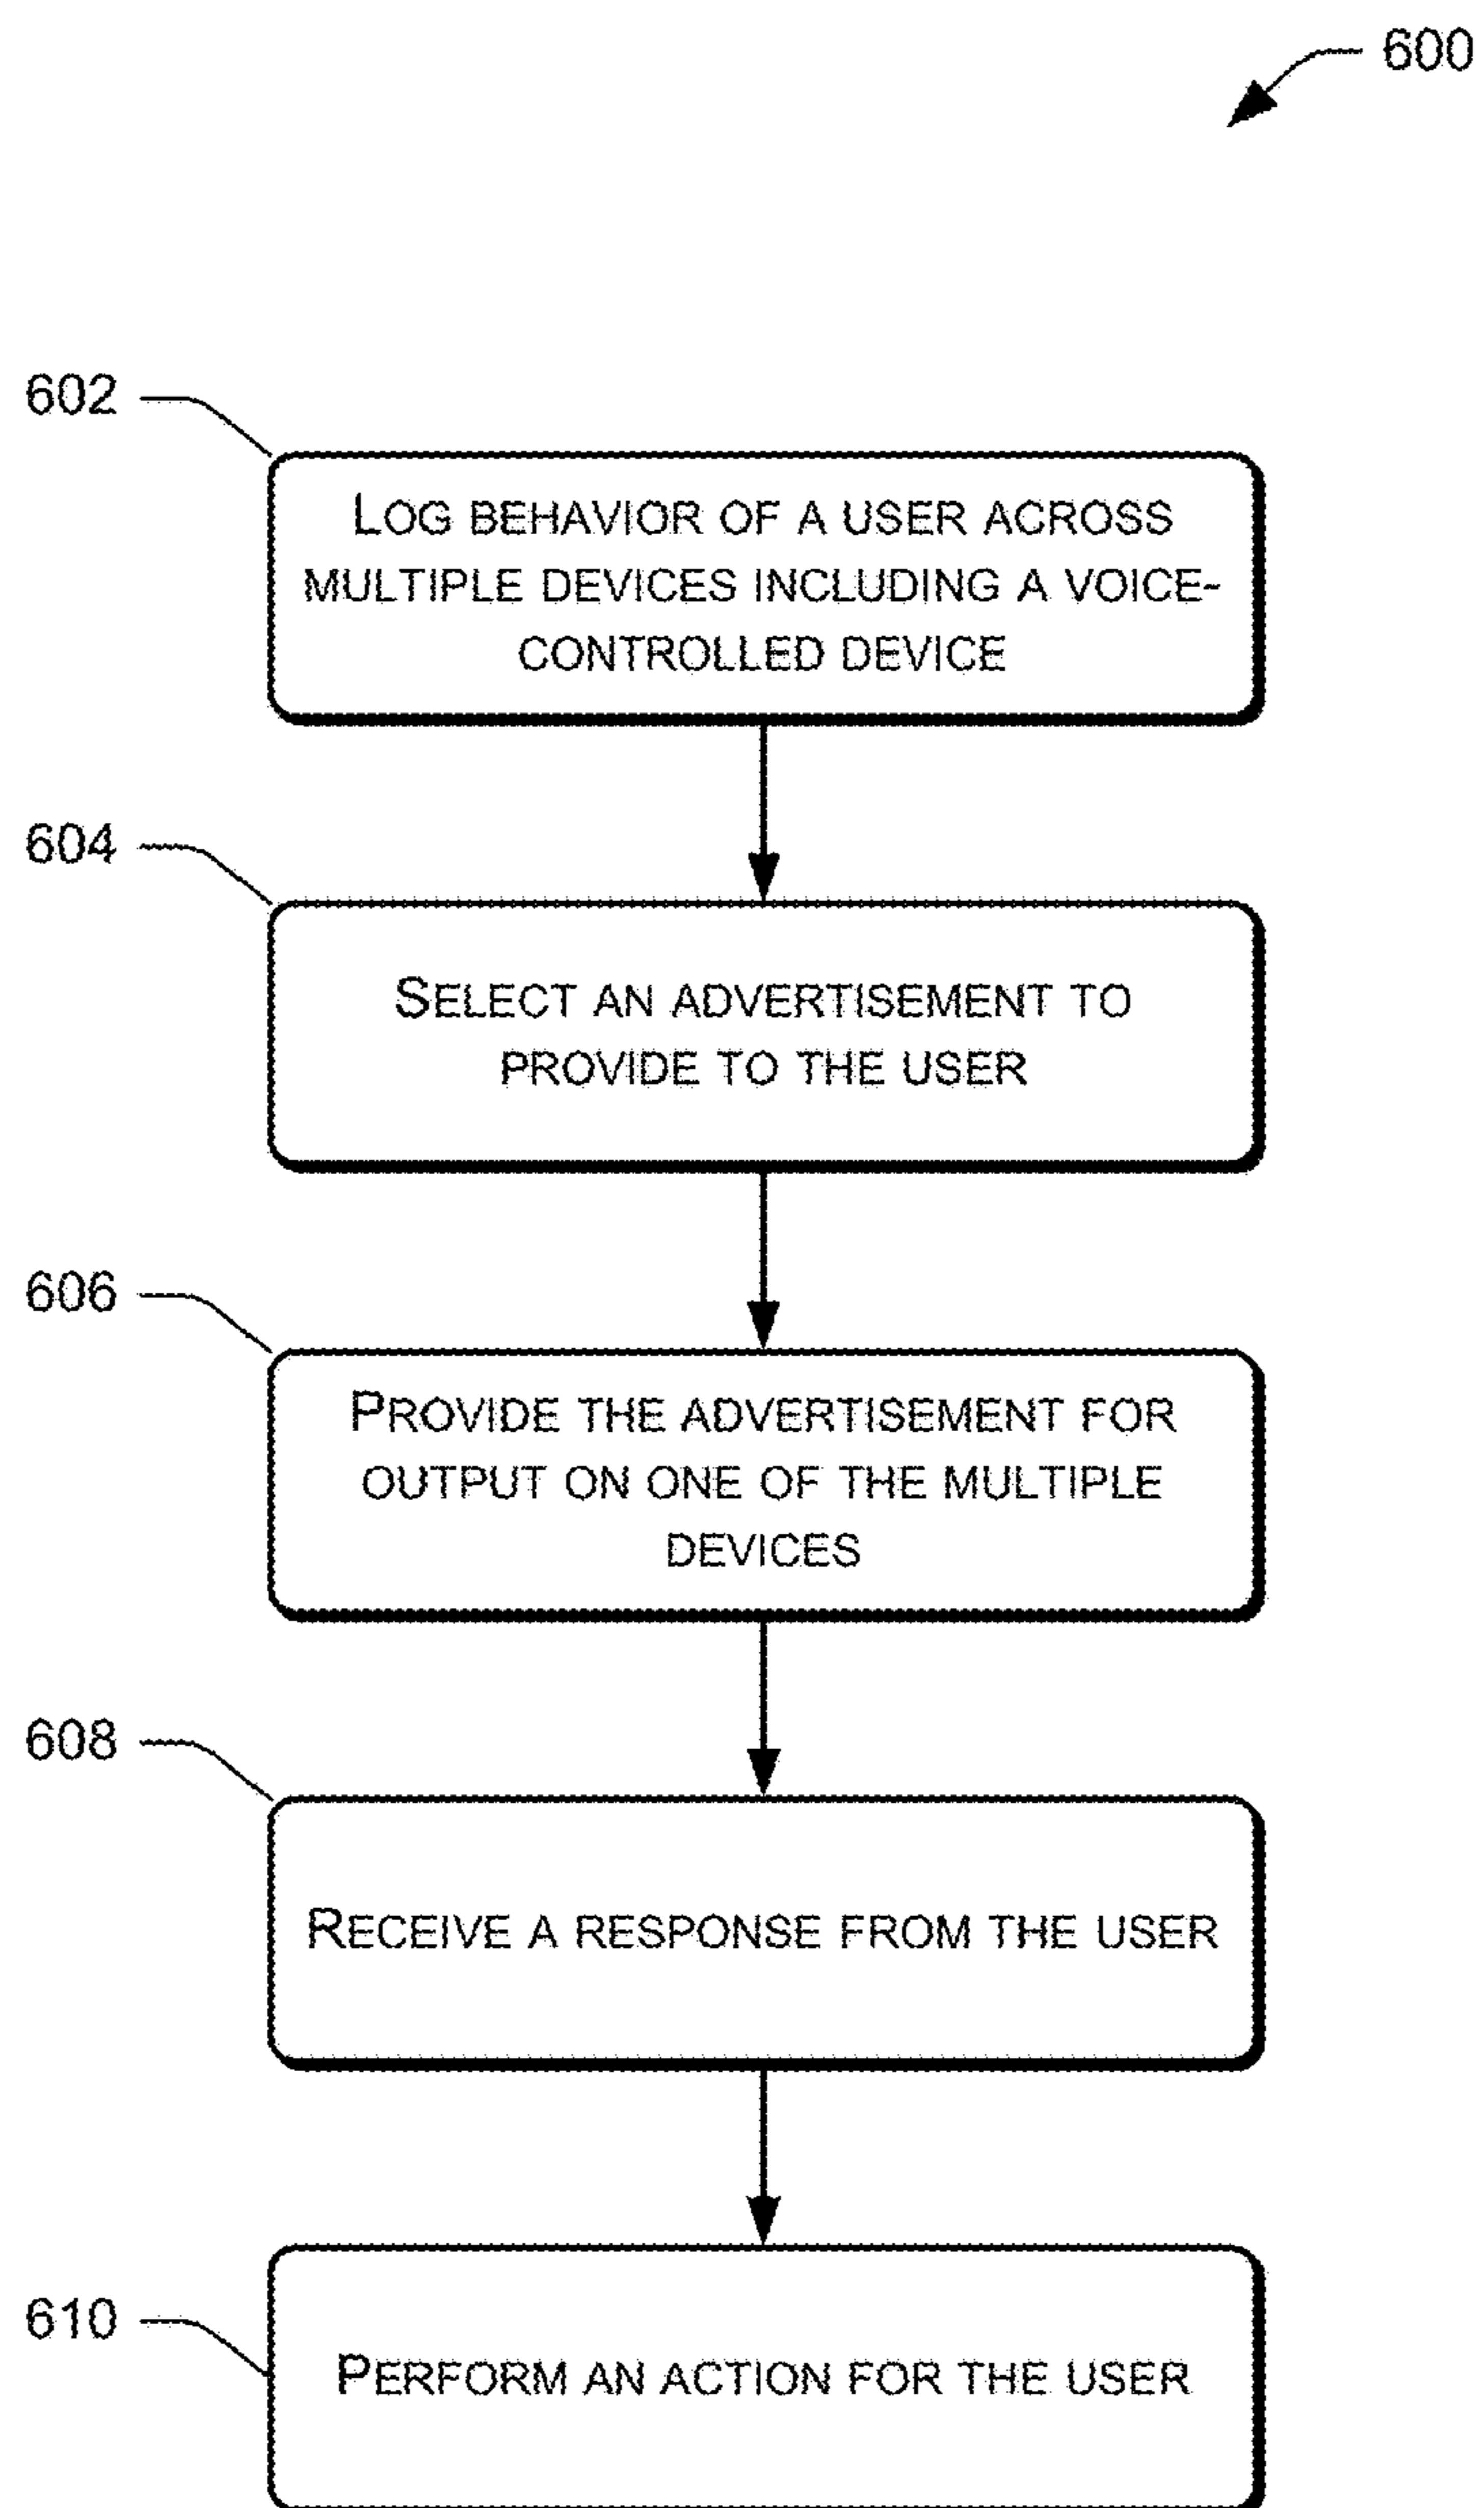 600
602
LOG BEHAVIOR OF A USER ACROSS
MULTIPLE DEVICES INCLUDING A VOICE-
CONTROLLED DEVICE
604
SELECT AN ADVERTISEMENT TO
PROVIDE TO THE USER
606
PROVIDE THE ADVERTISEMENT FOR
OUTPUT ON ONE OF THE MULTIPLE
DEVICES
608
RECEIVE A RESPONSE FROM THE USER
610
PERFORM AN ACTION FOR THE USER